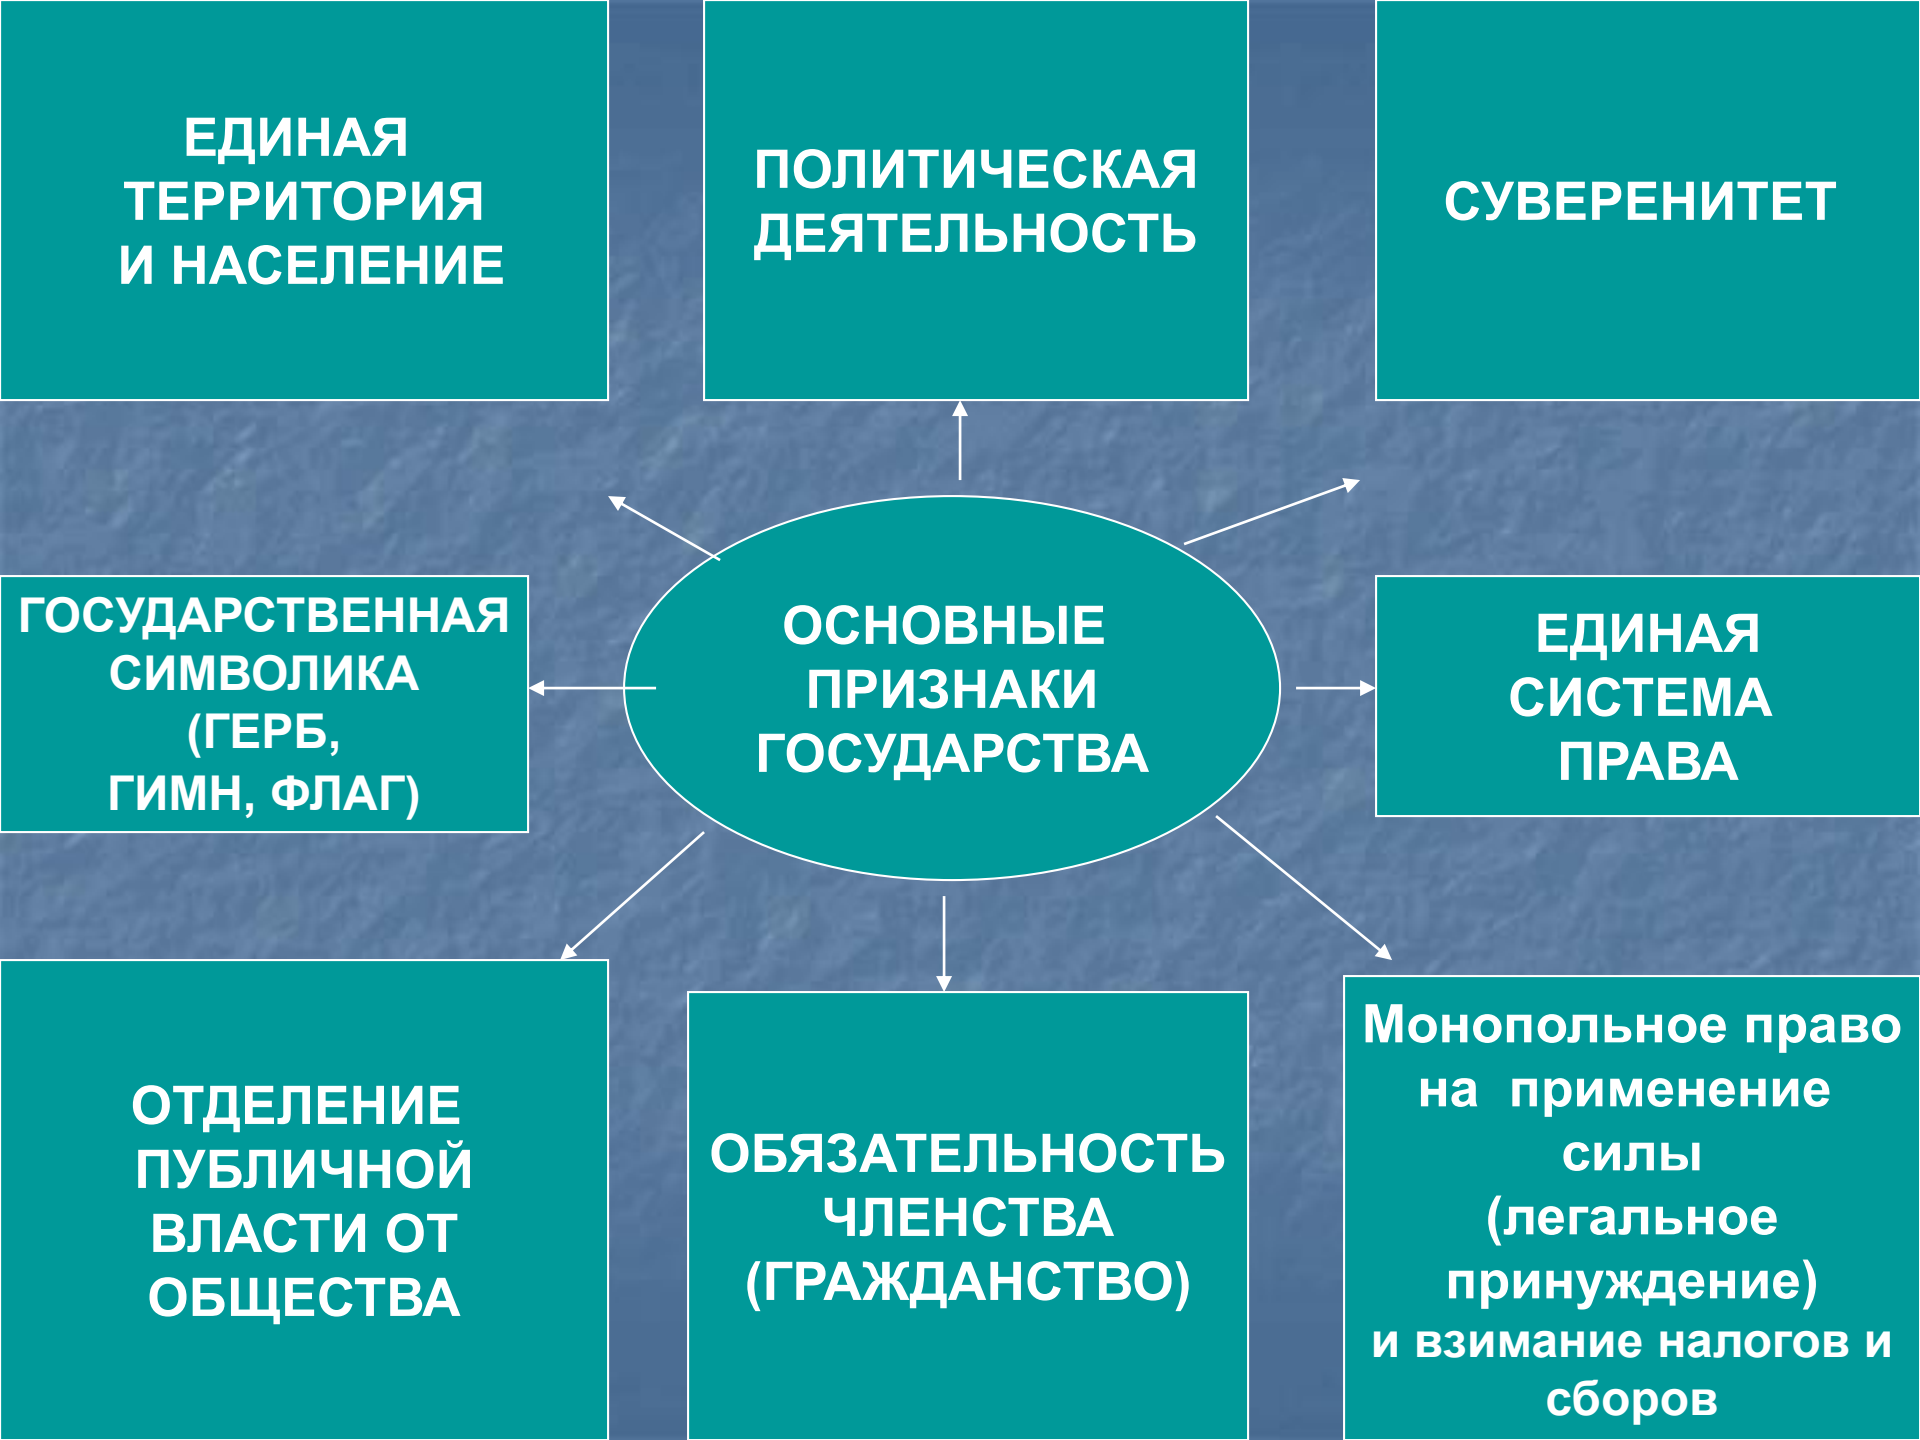 ЕДИНАЯ
ТЕРРИТОРИЯ
И НАСЕЛЕНИЕ
ПОЛИТИЧЕСКАЯ
ДЕЯТЕЛЬНОСТЬ
СУВЕРЕНИТЕТ
ГОСУДАРСТВЕННАЯ
СИМВОЛИКА
(ГЕРБ,
ГИМН, ФЛАГ)
ОСНОВНЫЕ
ПРИЗНАКИ
ГОСУДАРСТВА
ЕДИНАЯ
СИСТЕМА
ПРАВА
ОТДЕЛЕНИЕ
ПУБЛИЧНОЙ
ВЛАСТИ ОТ
ОБЩЕСТВА
ОБЯЗАТЕЛЬНОСТЬ
ЧЛЕНСТВА
(ГРАЖДАНСТВО)
Монопольное право
на применение
силы
(легальное
принуждение)
и взимание налогов и
сборов